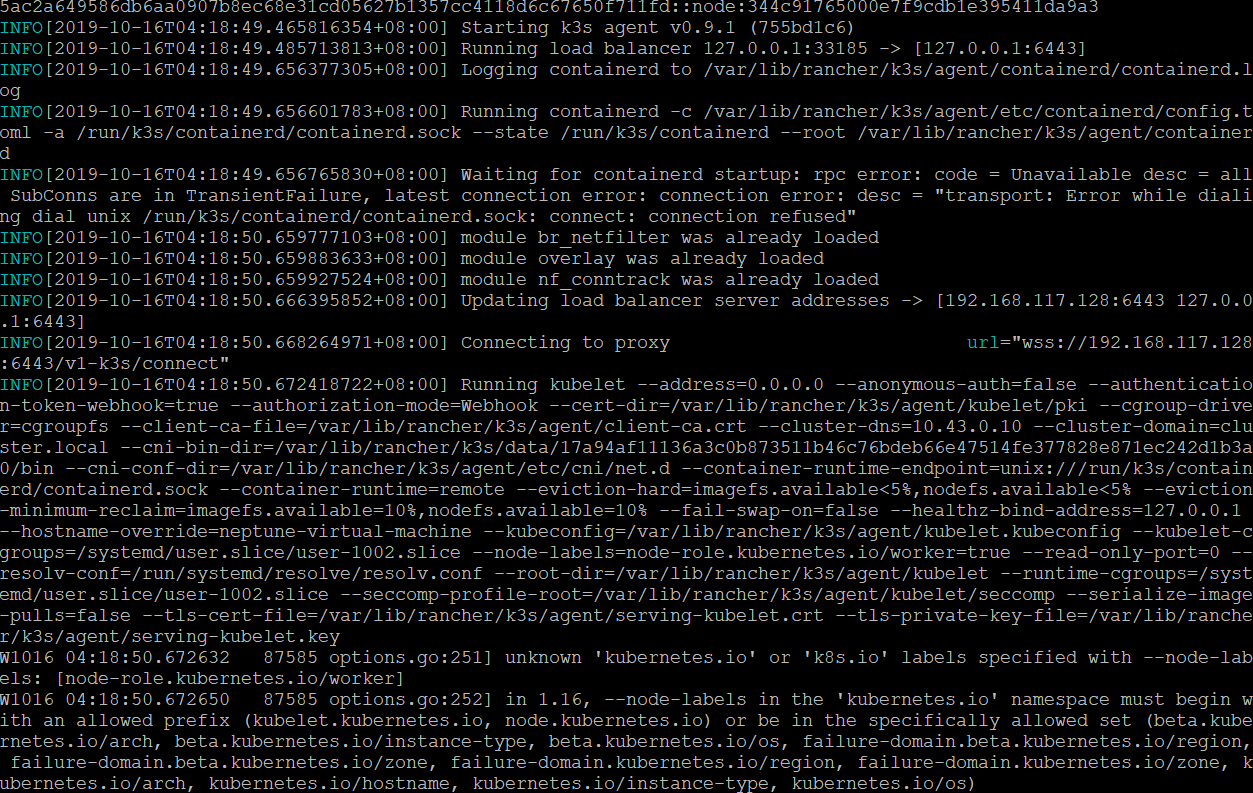 5ac2a649586db6aa0907b8ec68e31cd05627b1357cc4118d6c67650f711fd::node:344c91765000e7f9cdb1e395411da9a3
INFO[2019-10-16T04:18:49.465816354+08:00] Starting k3s agent v0.9.1 (755bd1c6)
INFO[2019-10-16T04:18:49.485713813+08:00] Running load balancer 127.0.0.1:33185 -> [127.0.0.1:6443]
INFO[2019-10-16T04:18:49.656377305+08:00] Logging containerd to /var/lib/rancher/k3s/agent/containerd/containerd.l
og
INFO[2019-10-16T04:18:49.656601783+08:00] Running containerd -c /var/lib/rancher/k3s/agent/etc/containerd/config.t
oml -a /run/k3s/containerd/containerd.sock --state /run/k3s/containerd --root /var/lib/rancher/k3s/agent/container
d
INFO[2019-10-16T04:18:49.656765830+08:00] Waiting for containerd startup: rpc error: code = Unavailable desc = all
 SubConns are in TransientFailure, latest connection error: connection error: desc = "transport: Error while diali
ng dial unix /run/k3s/containerd/containerd.sock: connect: connection refused"
INFO[2019-10-16T04:18:50.659777103+08:00] module br_netfilter was already loaded
INFO[2019-10-16T04:18:50.659883633+08:00] module overlay was already loaded
INFO[2019-10-16T04:18:50.659927524+08:00] module nf_conntrack was already loaded
INFO[2019-10-16T04:18:50.666395852+08:00] Updating load balancer server addresses -> [192.168.117.128:6443 127.0.0
.1:6443]
INFO[2019-10-16T04:18:50.668264971+08:00] Connecting to proxy                           url="wss://192.168.117.128
:6443/v1-k3s/connect"
INFO[2019-10-16T04:18:50.672418722+08:00] Running kubelet --address=0.0.0.0 --anonymous-auth=false --authenticatio
n-token-webhook=true --authorization-mode=Webhook --cert-dir=/var/lib/rancher/k3s/agent/kubelet/pki --cgroup-drive
r=cgroupfs --client-ca-file=/var/lib/rancher/k3s/agent/client-ca.crt --cluster-dns=10.43.0.10 --cluster-domain=clu
ster.local --cni-bin-dir=/var/lib/rancher/k3s/data/17a94af11136a3c0b873511b46c76bdeb66e47514fe377828e871ec242d1b3a
0/bin --cni-conf-dir=/var/lib/rancher/k3s/agent/etc/cni/net.d --container-runtime-endpoint=unix:///run/k3s/contain
erd/containerd.sock --container-runtime=remote --eviction-hard=imagefs.available<5%,nodefs.available<5% --eviction
-minimum-reclaim=imagefs.available=10%,nodefs.available=10% --fail-swap-on=false --healthz-bind-address=127.0.0.1
--hostname-override=neptune-virtual-machine --kubeconfig=/var/lib/rancher/k3s/agent/kubelet.kubeconfig --kubelet-c
groups=/systemd/user.slice/user-1002.slice --node-labels=node-role.kubernetes.io/worker=true --read-only-port=0 --
resolv-conf=/run/systemd/resolve/resolv.conf --root-dir=/var/lib/rancher/k3s/agent/kubelet --runtime-cgroups=/syst
emd/user.slice/user-1002.slice --seccomp-profile-root=/var/lib/rancher/k3s/agent/kubelet/seccomp --serialize-image
-pulls=false --tls-cert-file=/var/lib/rancher/k3s/agent/serving-kubelet.crt --tls-private-key-file=/var/lib/ranche
r/k3s/agent/serving-kubelet.key
W1016 04:18:50.672632   87585 options.go:251] unknown 'kubernetes.io' or 'k8s.io' labels specified with --node-lab
els: [node-role.kubernetes.io/worker]
W1016 04:18:50.672650   87585 options.go:252] in 1.16, --node-labels in the 'kubernetes.io' namespace must begin w
ith an allowed prefix (kubelet.kubernetes.io, node.kubernetes.io) or be in the specifically allowed set (beta.kube
rnetes.io/arch, beta.kubernetes.io/instance-type, beta.kubernetes.io/os, failure-domain.beta.kubernetes.io/region,
 failure-domain.beta.kubernetes.io/zone, failure-domain.kubernetes.io/region, failure-domain.kubernetes.io/zone, k
ubernetes.io/arch, kubernetes.io/hostname, kubernetes.io/instance-type, kubernetes.io/os)